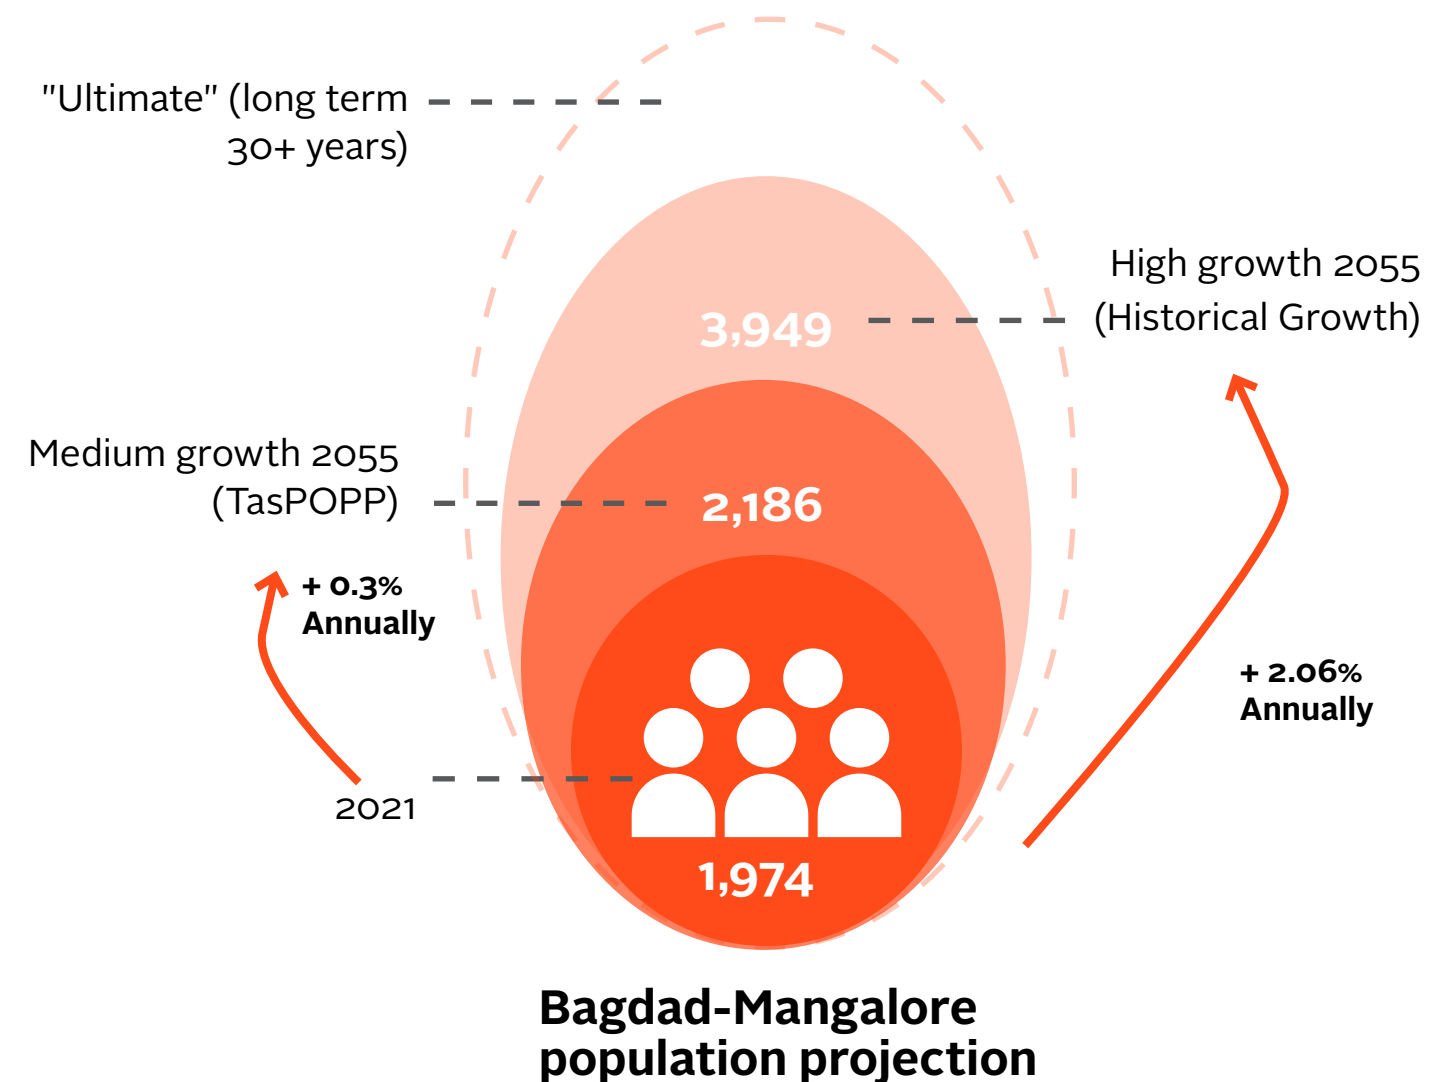 "Ultimate" (long term
30+ years)
High growth 2055
(Historical Growth)
3,949
Medium growth 2055
(TasPOPP)
2,186
+ 0.3%
Annually
+ 2.06%
Annually
2021
1,974
Bagdad-Mangalore
population projection